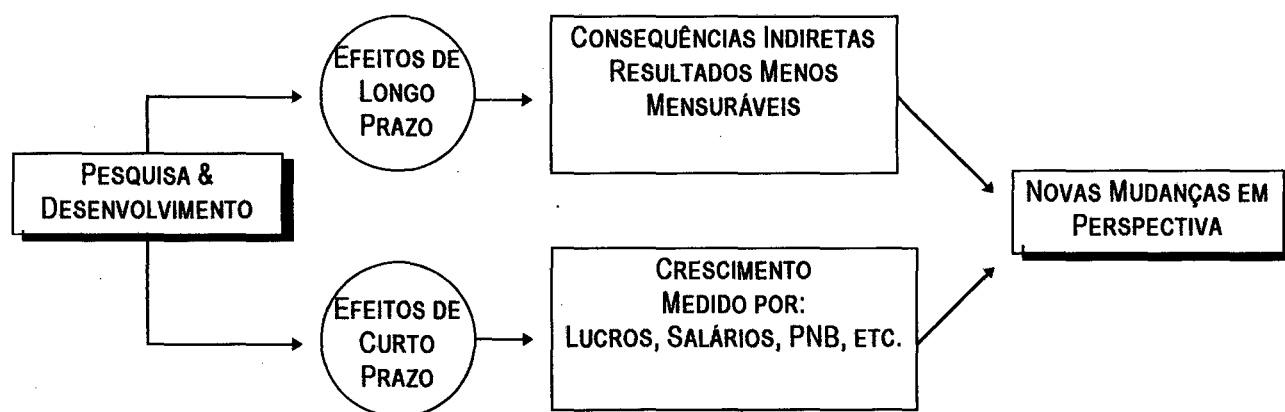 PESQUISA &
DESENVOLVIMENTO
EFEITOS DE
LONGO
PRAZO
CONSEQUÊNCIAS INDIRETAS
RESULTADOS MENOS
MENSURÁVEIS
EFEITOS DE
CURTO
PRAZO
CRESCIMENTO
MEDIDO POR:
LUCROS, SALÁRIOS, PNB, ETC.
NOVAS MUDANÇAS EM
PERSPECTIVA